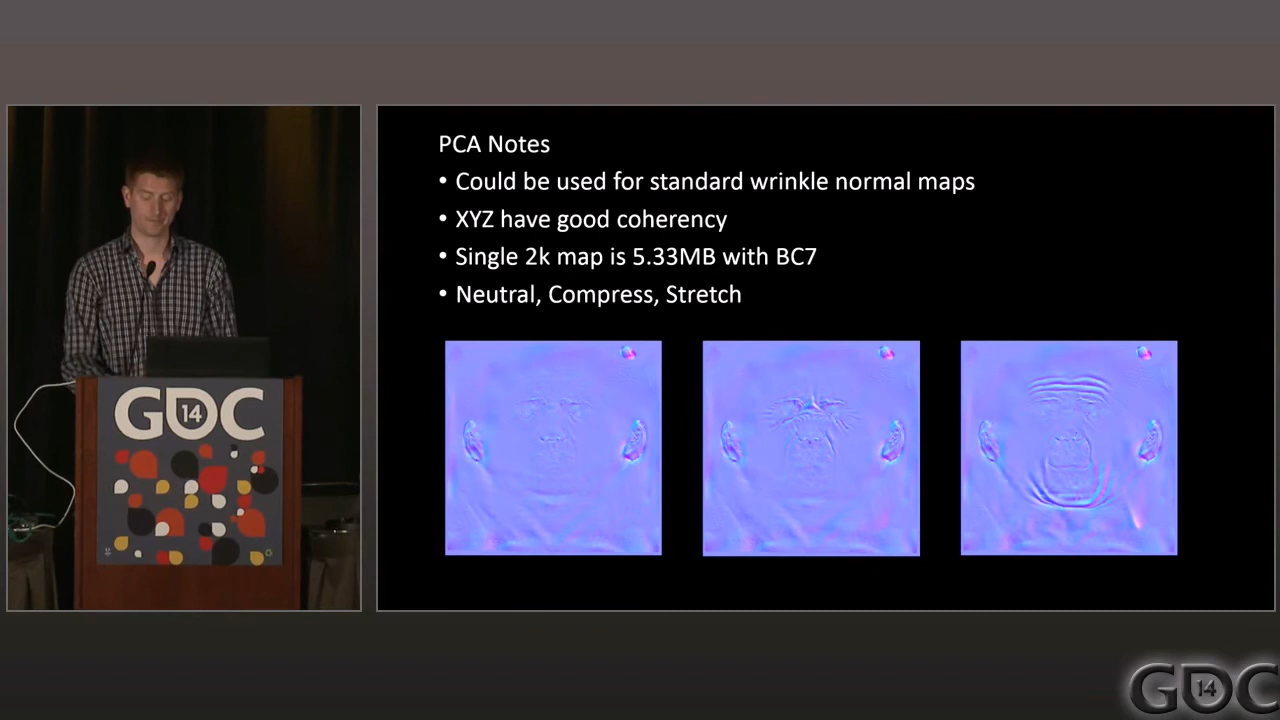 PCA Notes
• Could be used for standard wrinkle normal maps
• XYZ have good coherency
• Single 2k map is 5.33MB with BC7
• Neutral, Compress, Stretch
GDC 14
GDC 14